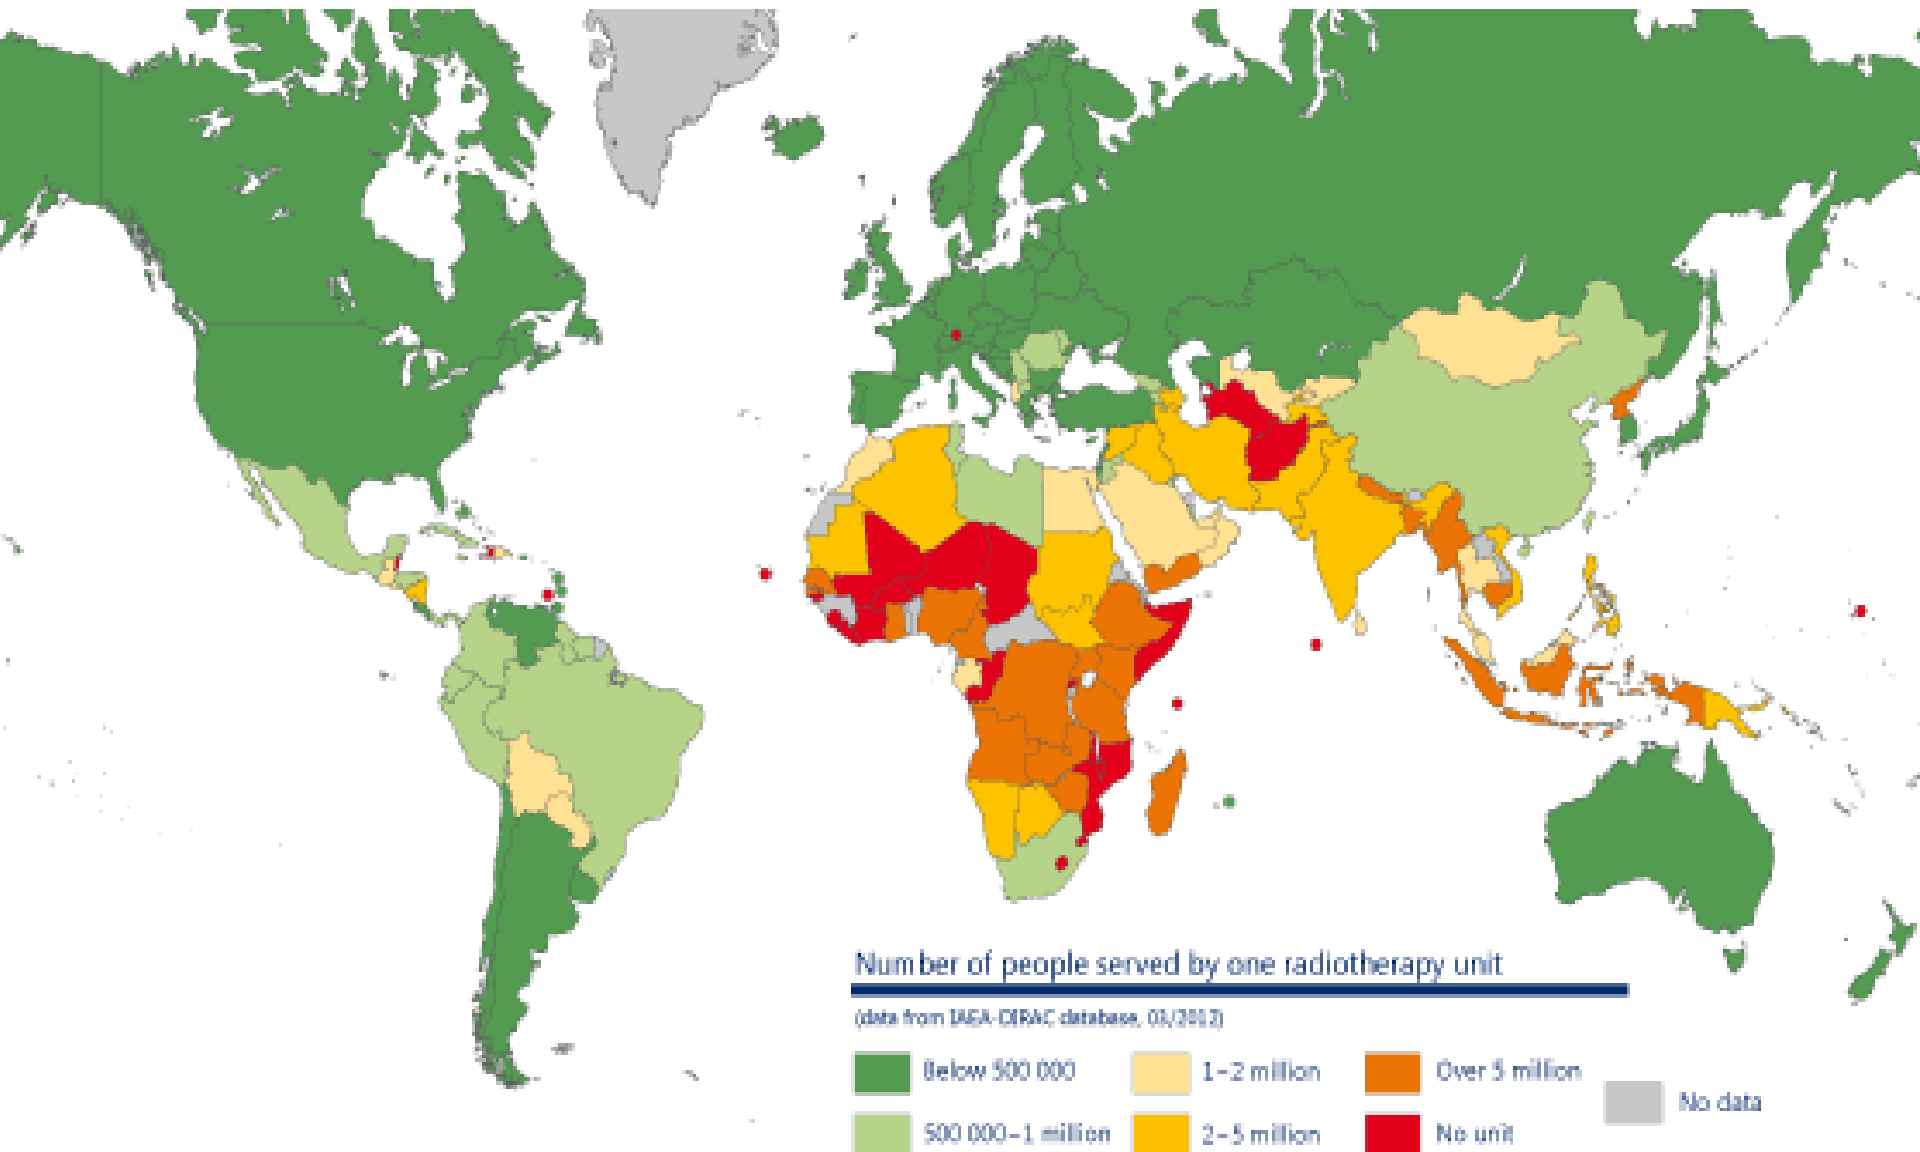 Number of people served by one radiotherapy unit
(data from IAEA-DIRAC database, 03/2012)
Below 500 000
1–2 million
Over 5 million
No data
500 000–1 million
2–5 million
No unit